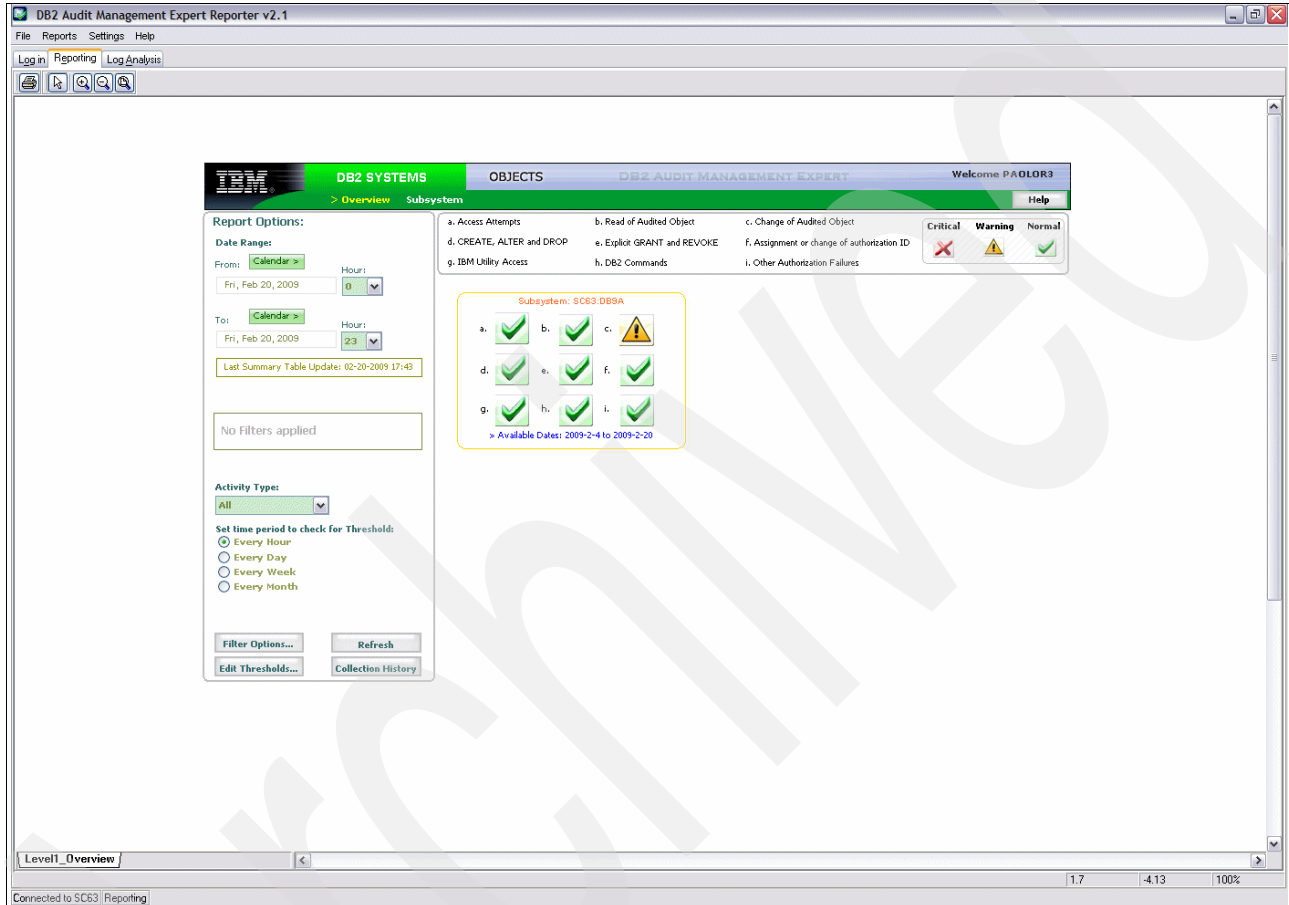 DB2 Audit Management Expert Reporter v2.1
File Reports Settings Help
Log in Reporting Log Analysis
IBM DB2 SYSTEMS OBJECTS DB2 AUDIT MANAGEMENT EXPERT Welcome PAOLOR3
> Overview Subsystem Help
Report Options:
Date Range:
From: Calendar > Hour:
Fri, Feb 20, 2009 0
To: Calendar > Hour:
Fri, Feb 20, 2009 23
Last Summary Table Update: 02-20-2009 17:43
No Filters applied
Activity Type:
All
Set time period to check for Threshold:
Every Hour
Every Day
Every Week
Every Month
Filter Options... Refresh
Edit Thresholds... Collection History
a. Access Attempts b. Read of Audited Object c. Change of Audited Object
d. CREATE, ALTER and DROP e. Explicit GRANT and REVOKE f. Assignment or change of authorization ID
g. IBM Utility Access h. DB2 Commands i. Other Authorization Failures
Critical Warning Normal
Subsystem: SC63:DB9A
a. b. c.
d. e. f.
g. h. i.
> Available Dates: 2009-2-4 to 2009-2-20
Level1_Overview
1.7 -4.13 100%
Connected to SC63 Reporting
Archived